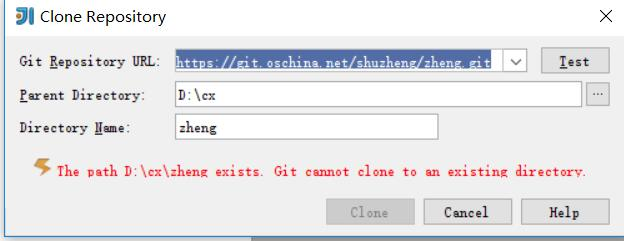 Clone Repository
Git Repository URL: https://git.oschina.net/shuzheng/zheng.git Test
Parent Directory: D:\cx ...
Directory Name: zheng
The path D:\cx\zheng exists. Git cannot clone to an existing directory.
Clone Cancel Help